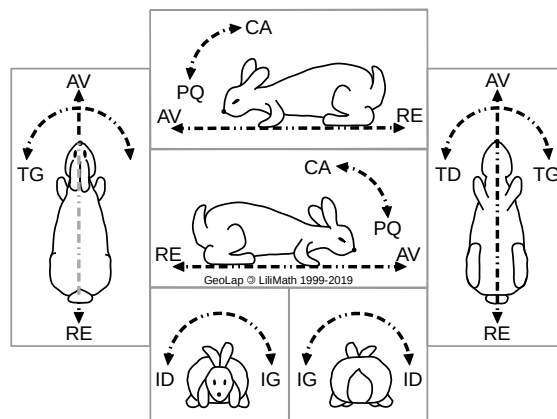 CA
PQ
AV
RE
AV
TG
RE
CA
PQ
RE
AV
GeoLap © LiliMath 1999-2019
AV
TD
TG
RE
ID
IG
IG
ID